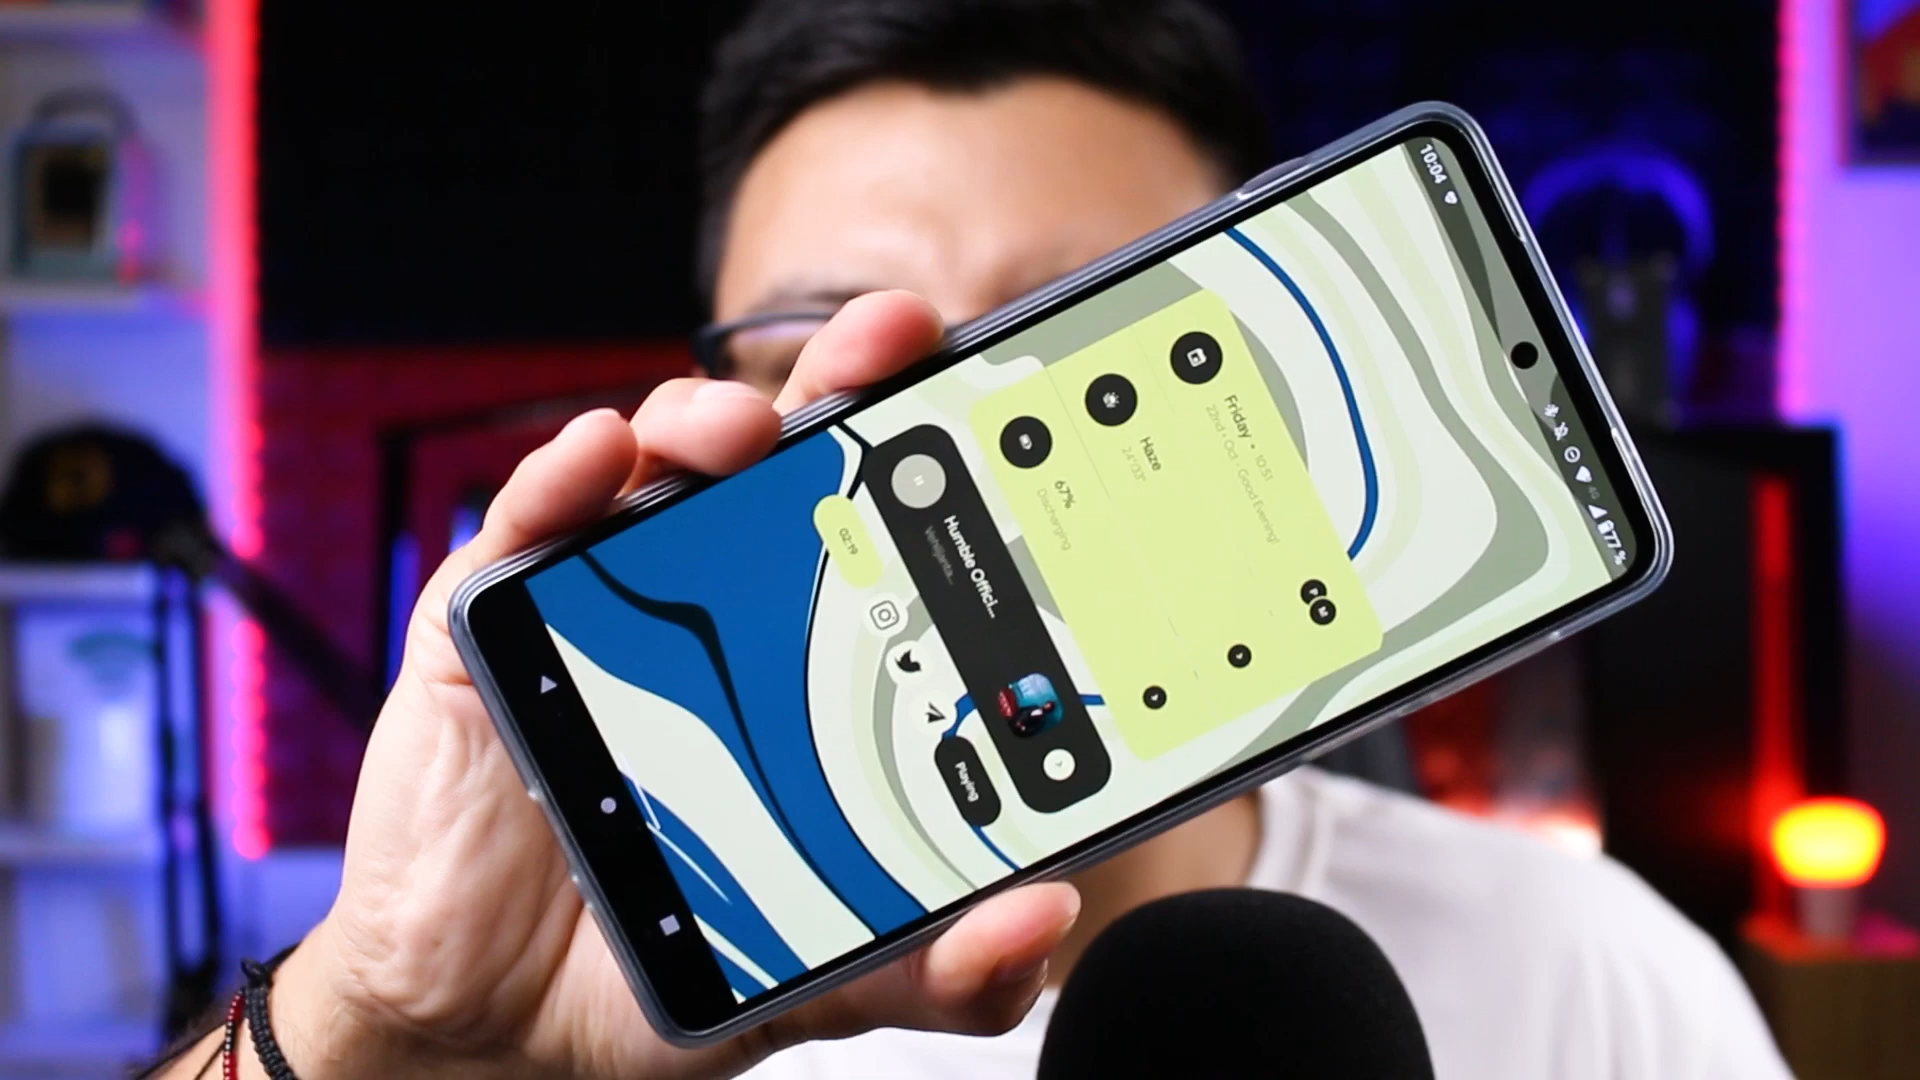 10:04
4G
77 %
Friday • 10:51
22nd • Oct • Good Evening!
Haze
24°
67%
Discharging
P
M
Humble Offici...
02:19
Playing